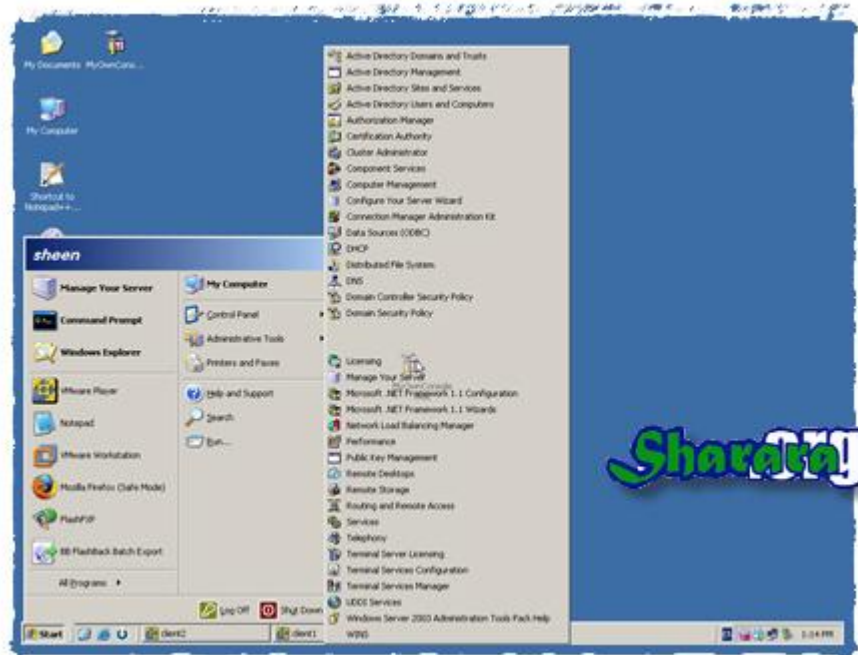 My Documents
MyOwnCons...
My Computer
Shortcut to
Notepad++...
sheen
Manage Your Server
Command Prompt
Windows Explorer
VMware Player
Notepad
VMware Workstation
Mozilla Firefox (Safe Mode)
FlashFXP
BB FlashBack Batch Export
All Programs
My Computer
Control Panel
Administrative Tools
Printers and Faxes
Help and Support
Search
Run...
Log Off
Shut Down
Active Directory Domains and Trusts
Active Directory Management
Active Directory Sites and Services
Active Directory Users and Computers
Authorization Manager
Certification Authority
Cluster Administrator
Component Services
Computer Management
Configure Your Server Wizard
Connection Manager Administration Kit
Data Sources (ODBC)
DHCP
Distributed File System
DNS
Domain Controller Security Policy
Domain Security Policy
Licensing
Manage Your Server
MyOwnConsole
Microsoft .NET Framework 1.1 Configuration
Microsoft .NET Framework 1.1 Wizards
Network Load Balancing Manager
Performance
Public Key Management
Remote Desktops
Remote Storage
Routing and Remote Access
Services
Telephony
Terminal Server Licensing
Terminal Services Configuration
Terminal Services Manager
UDDI Services
Windows Server 2003 Administration Tools Pack Help
WINS
Start
client2
client1
1:14 PM